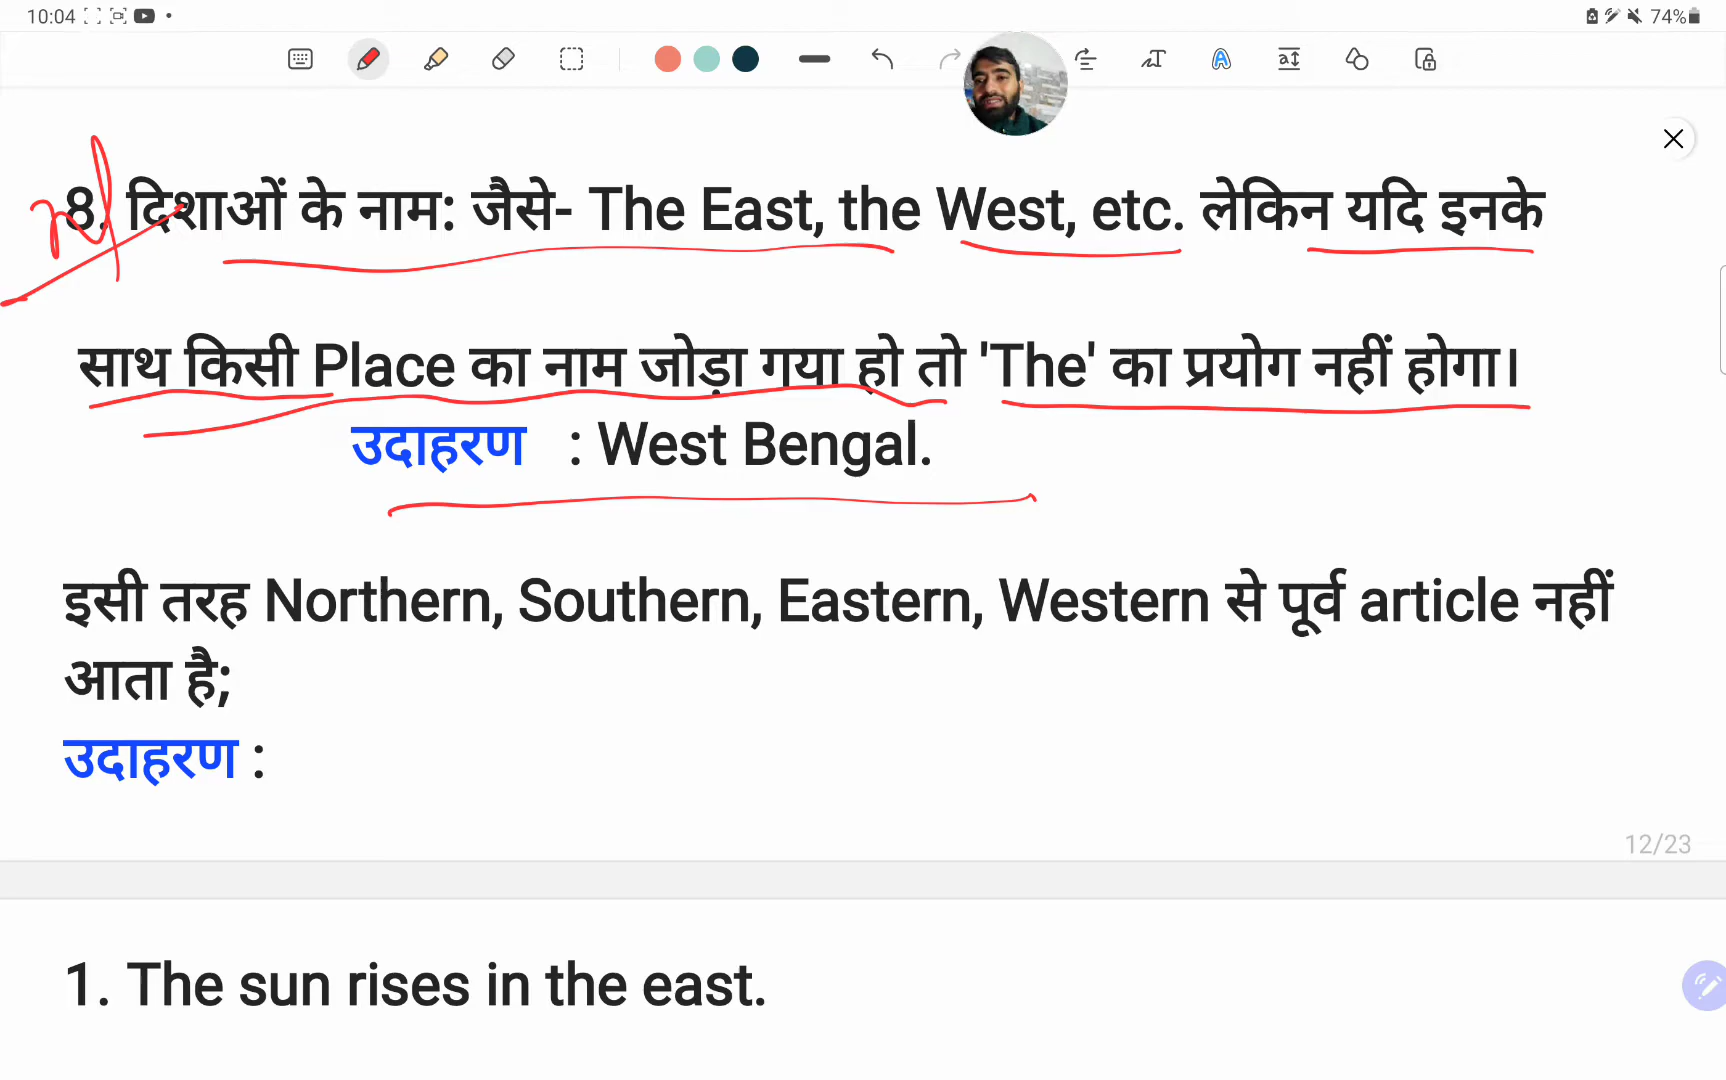 10:04
74%
8. दिशाओं के नाम: जैसे- The East, the West, etc. लेकिन यदि इनके
साथ किसी Place का नाम जोड़ा गया हो तो 'The' का प्रयोग नहीं होगा।
उदाहरण : West Bengal.
इसी तरह Northern, Southern, Eastern, Western से पूर्व article नहीं
आता है;
उदाहरण :
12/23
1. The sun rises in the east.